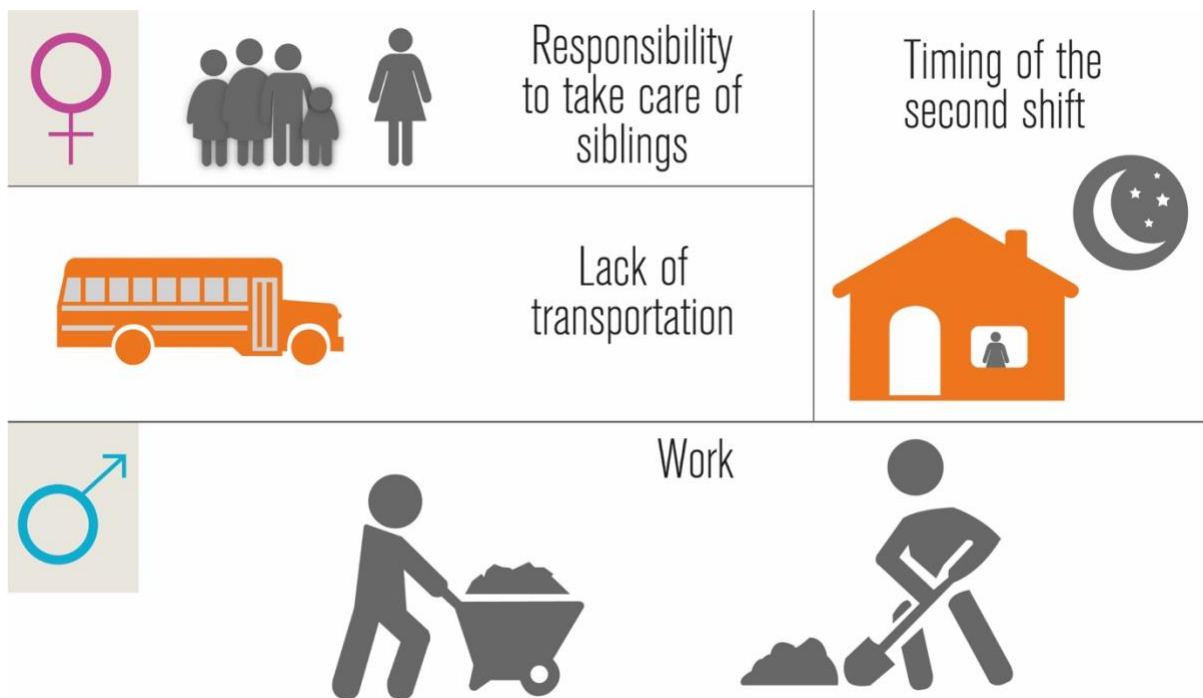 Responsibility
to take care of
siblings
Timing of the
second shift
Lack of
transportation
Work